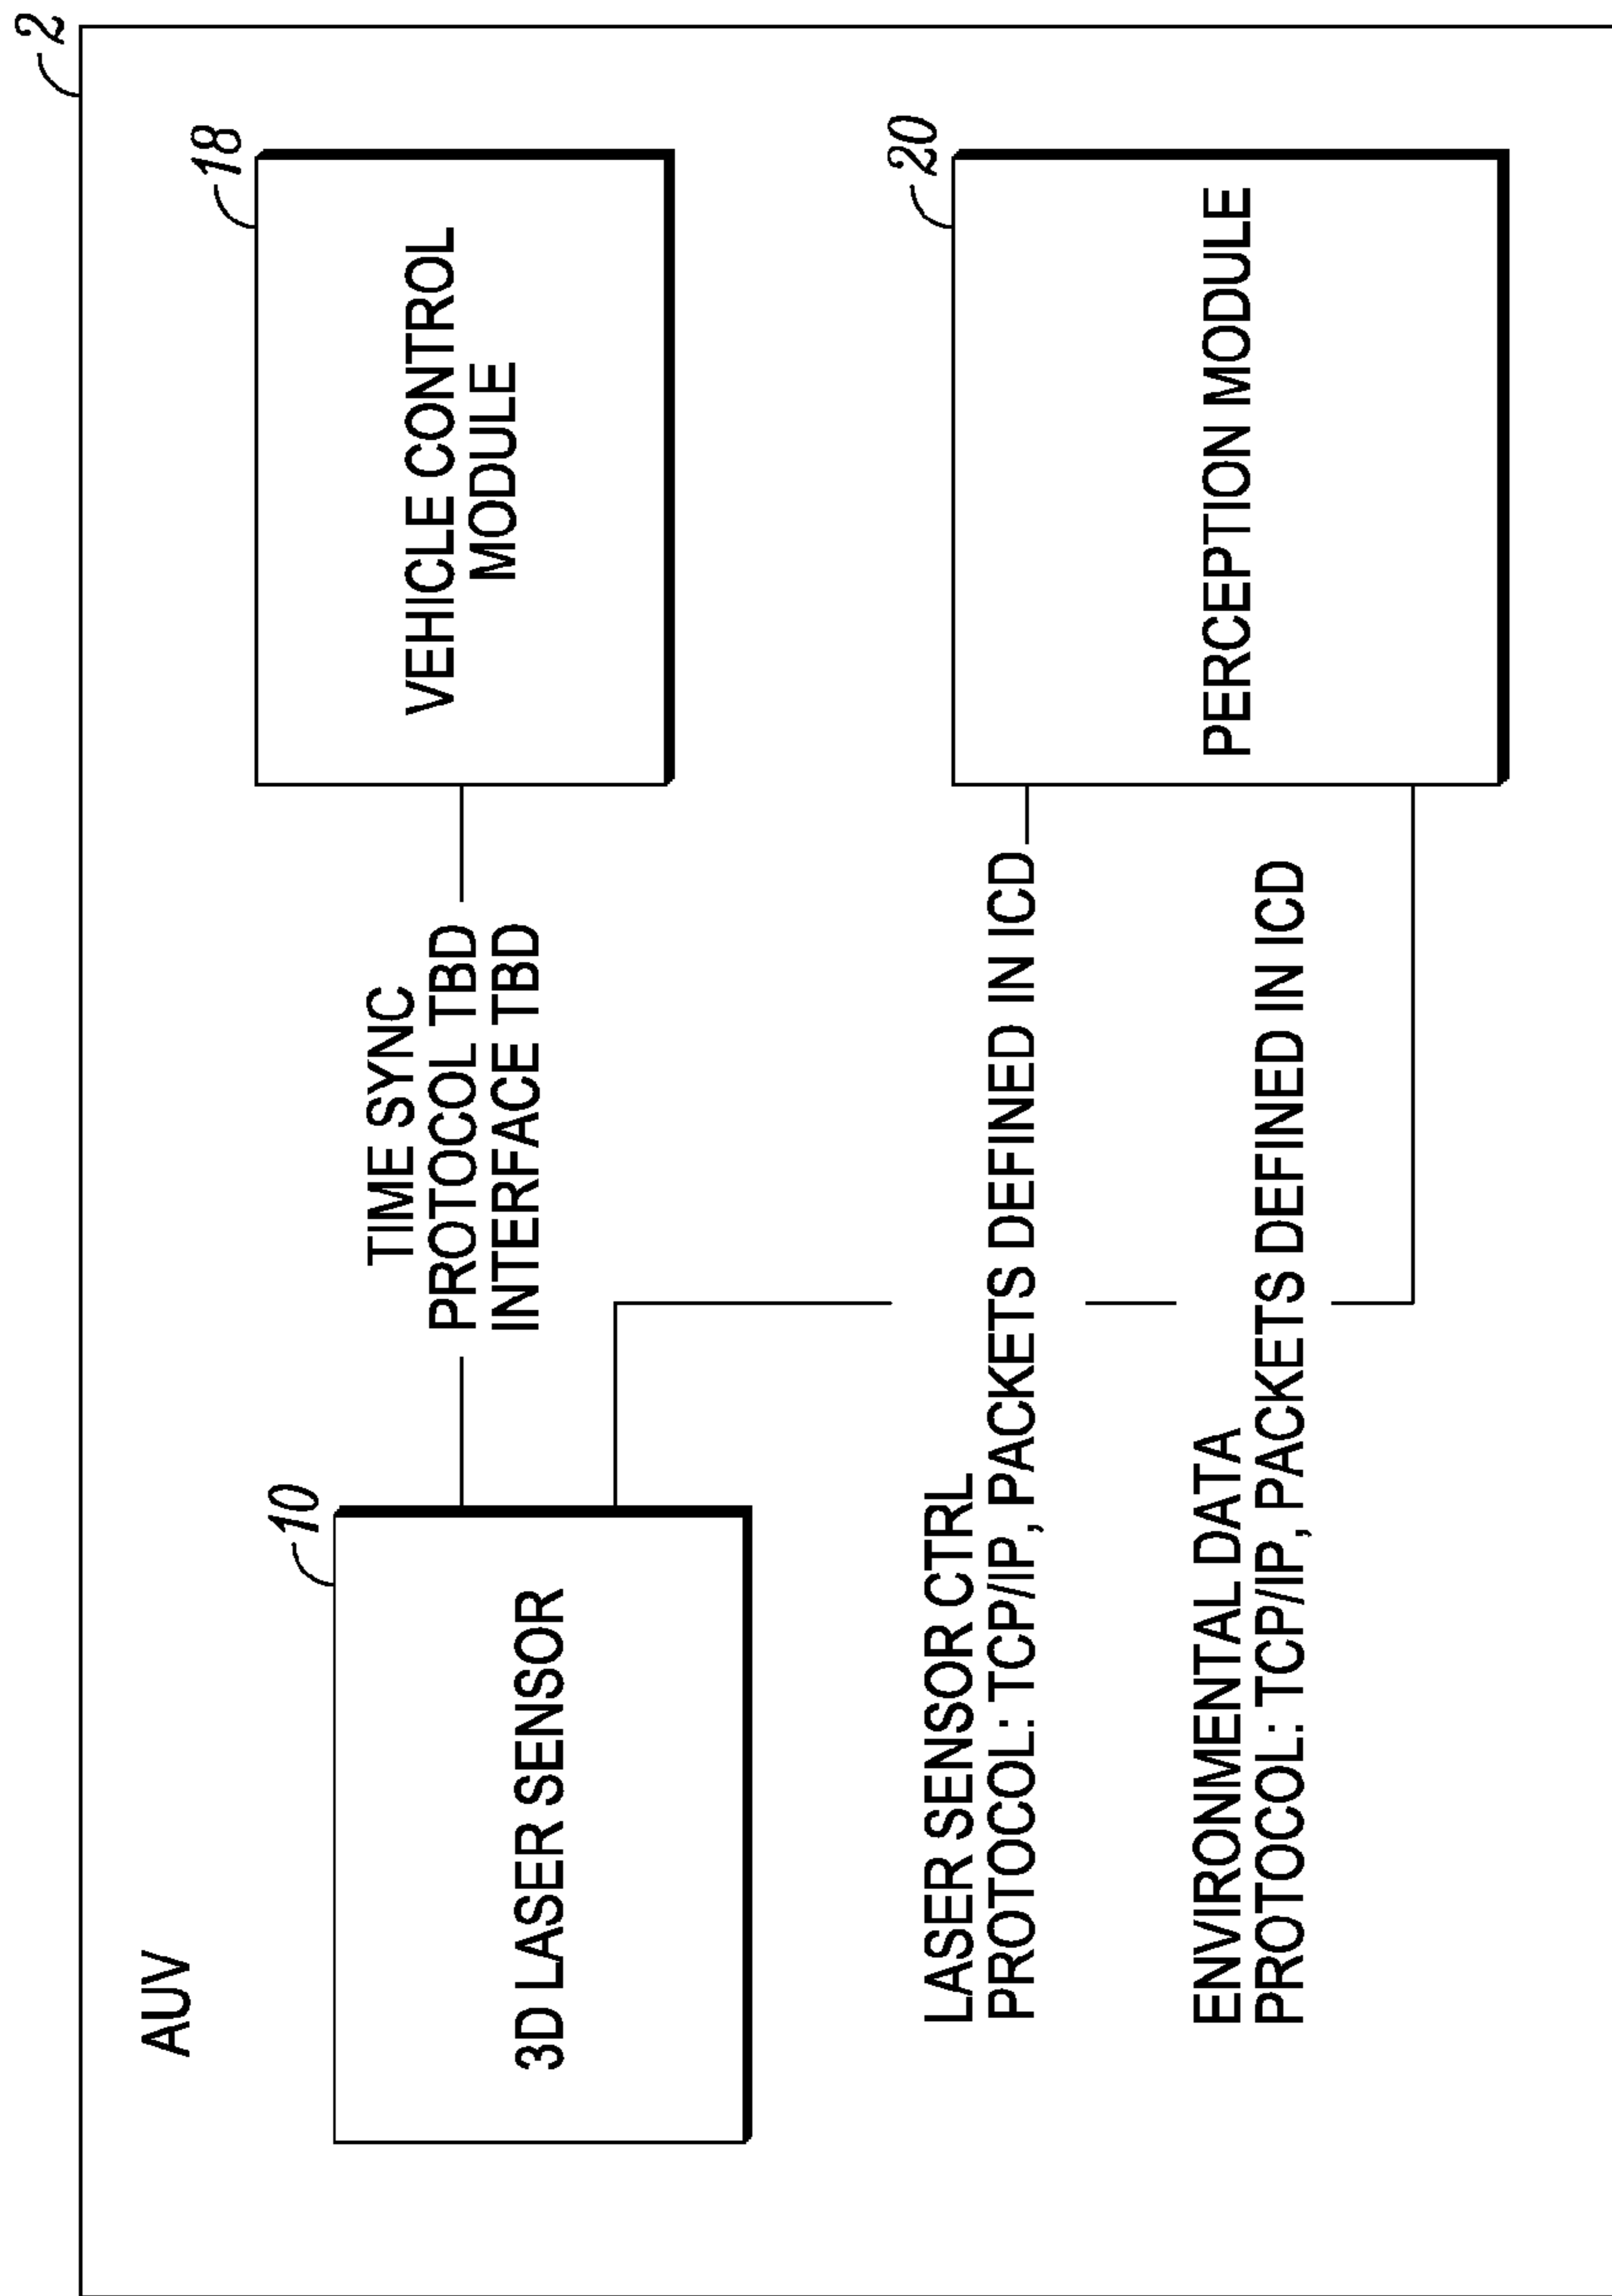 2
AUV
18
VEHICLE CONTROL
MODULE
TIME SYNC
PROTOCOL TBD
INTERFACE TBD
10
3D LASER SENSOR
20
PERCEPTION MODULE
LASER SENSOR CTRL
PROTOCOL: TCP/IP, PACKETS DEFINED IN ICD
ENVIRONMENTAL DATA
PROTOCOL: TCP/IP, PACKETS DEFINED IN ICD